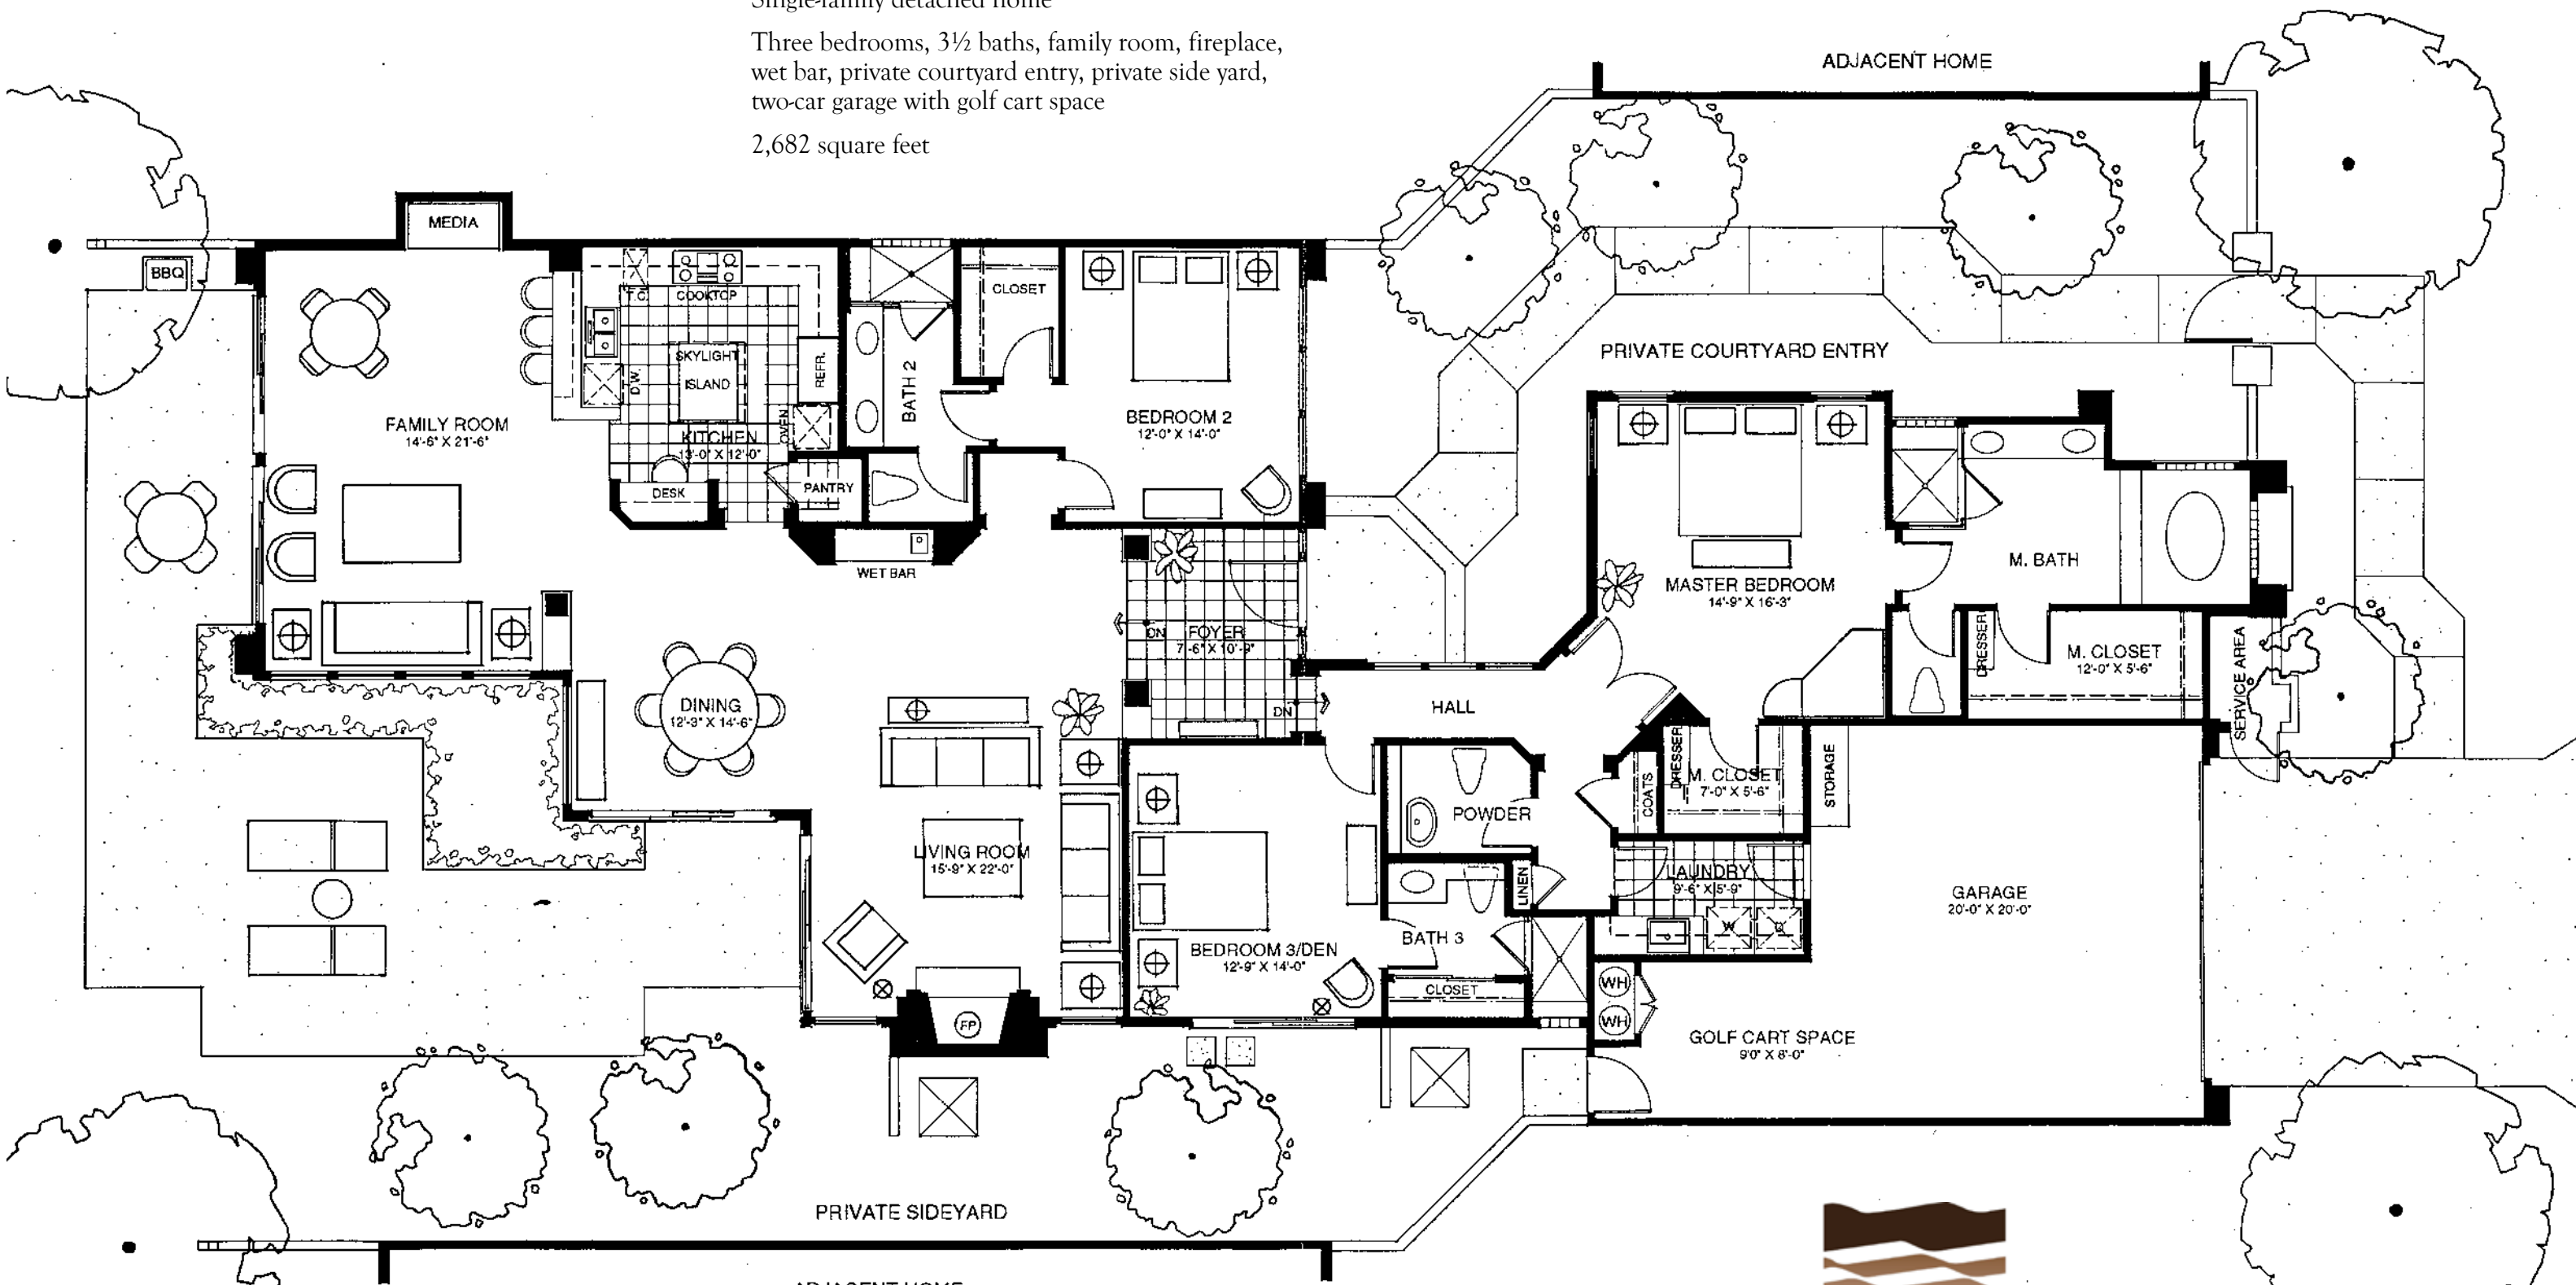 Single-family detached home
Three bedrooms, 3½ baths, family room, fireplace,
wet bar, private courtyard entry, private side yard,
two-car garage with golf cart space
2,682 square feet
ADJACENT HOME
MEDIA
BBQ
T.C.
COOKTOP
CLOSET
SKYLIGHT
ISLAND
D.W.
REFR.
OVEN
BATH 2
FAMILY ROOM
14'-6" X 21'-6"
KITCHEN
13'-0" X 12'-0"
BEDROOM 2
12'-0" X 14'-0"
PRIVATE COURTYARD ENTRY
DESK
PANTRY
WET BAR
M. BATH
MASTER BEDROOM
14'-9" X 16'-3"
DN
FOYER
7'-6" X 10'-9"
DRESSER
M. CLOSET
12'-0" X 5'-6"
SERVICE AREA
DINING
12'-3" X 14'-6"
DN
HALL
DRESSER
M. CLOSET
7'-0" X 5'-6"
COATS
STORAGE
POWDER
LIVING ROOM
15'-9" X 22'-0"
LINEN
LAUNDRY
9'-6" X 5'-9"
GARAGE
20'-0" X 20'-0"
W
D
BATH 3
BEDROOM 3/DEN
12'-9" X 14'-0"
CLOSET
WH
WH
FP
GOLF CART SPACE
9'0" X 8'-0"
PRIVATE SIDEYARD
ADJACENT HOME